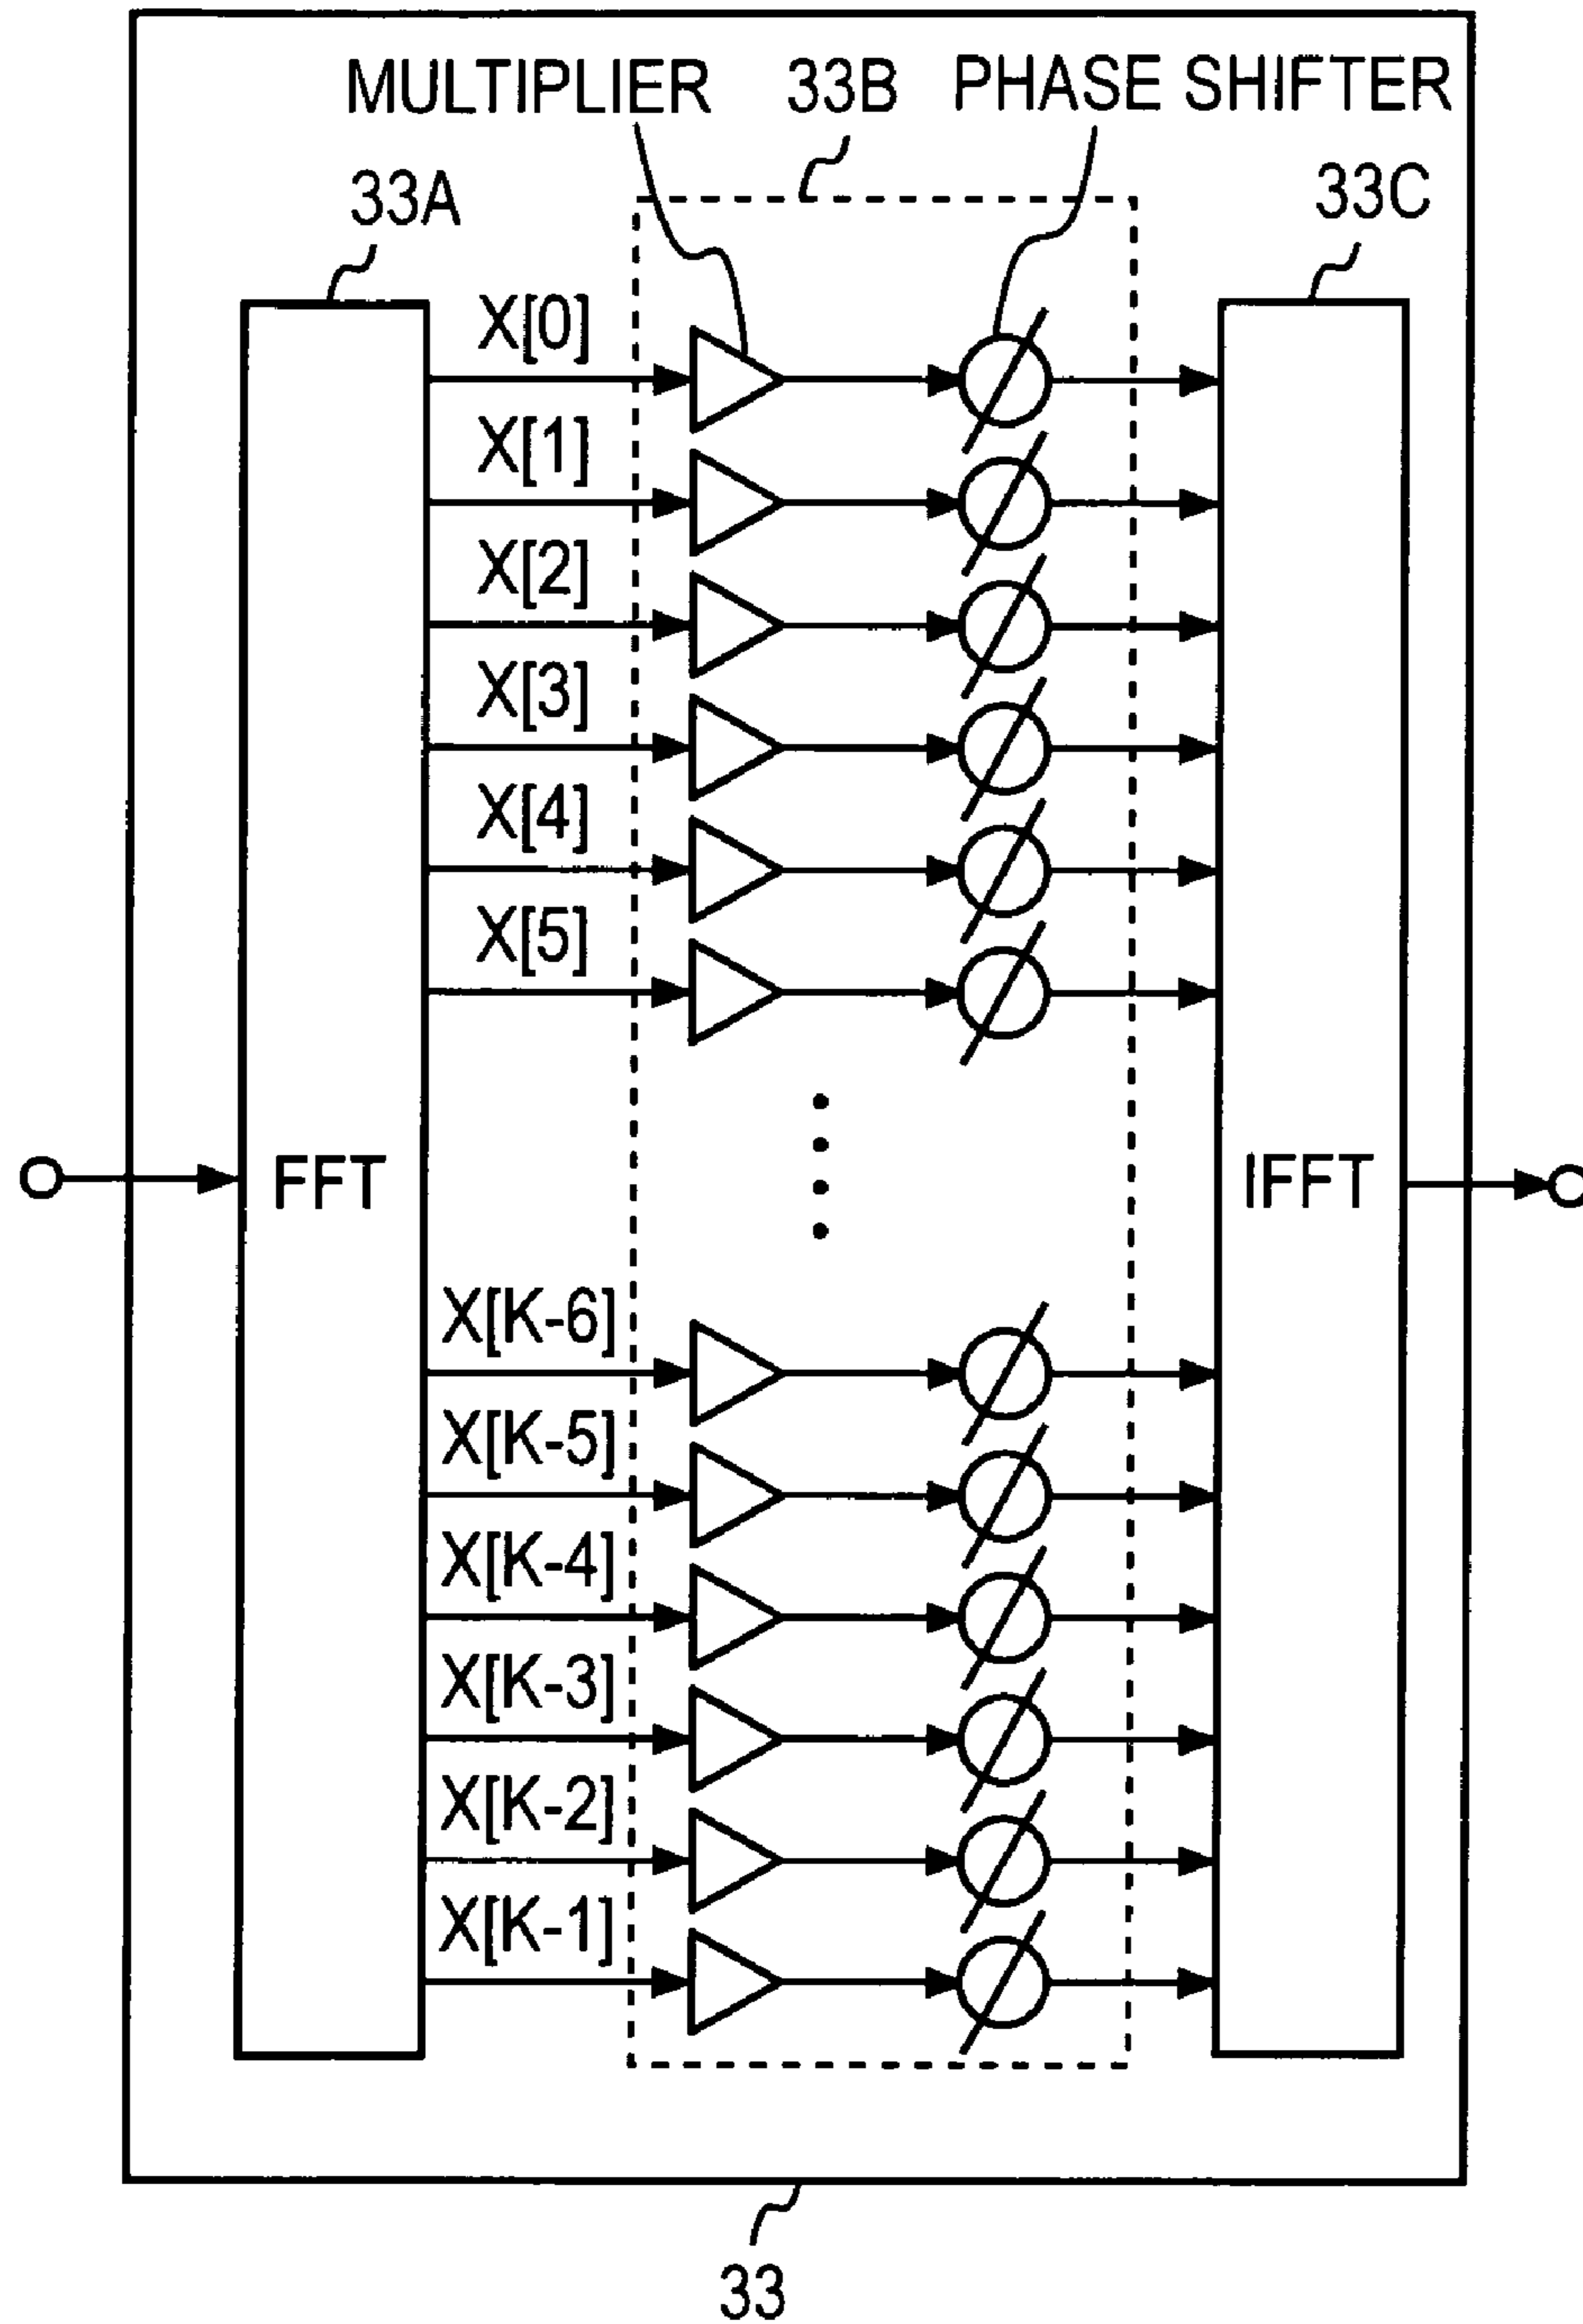 MULTIPLIER 33B PHASE SHIFTER
33A 33C
X[0]
X[1]
X[2]
X[3]
X[4]
X[5]
FFT IFFT
X[K-6]
X[K-5]
X[K-4]
X[K-3]
X[K-2]
X[K-1]
33